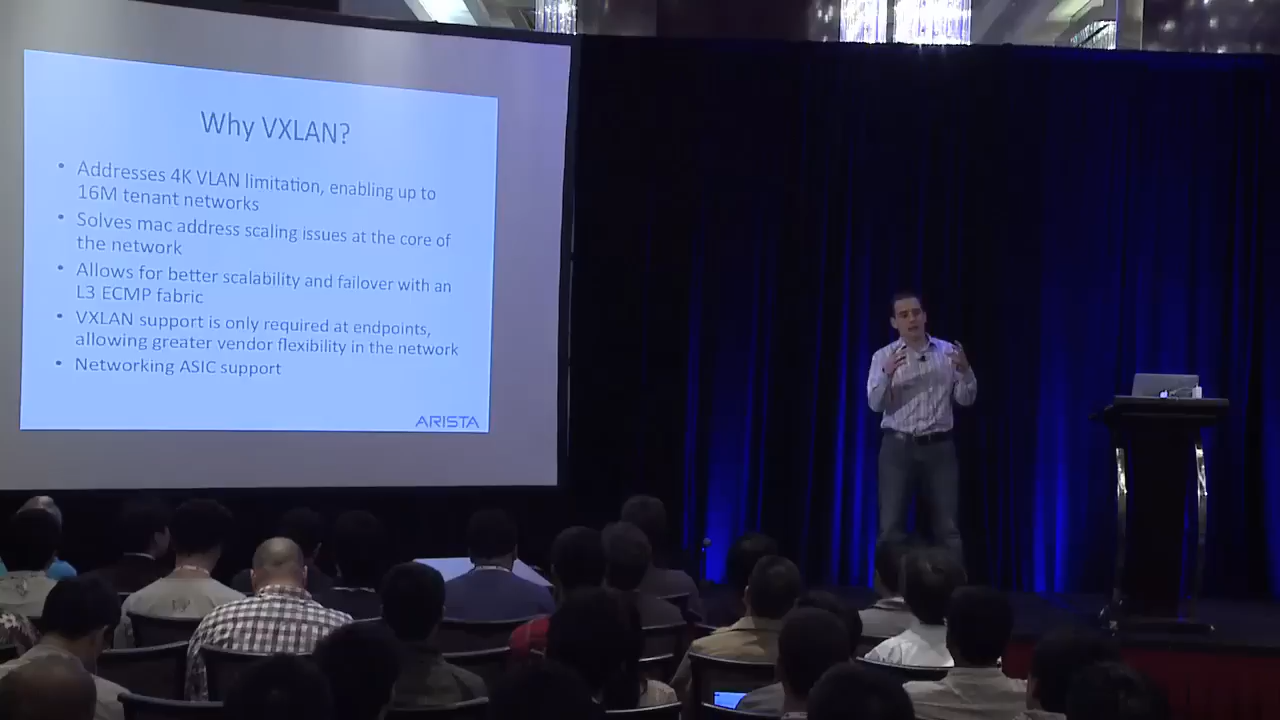 Why VXLAN?
• Addresses 4K VLAN limitation, enabling up to
16M tenant networks
• Solves mac address scaling issues at the core of
the network
• Allows for better scalability and failover with an
L3 ECMP fabric
• VXLAN support is only required at endpoints,
allowing greater vendor flexibility in the network
• Networking ASIC support
ARISTA